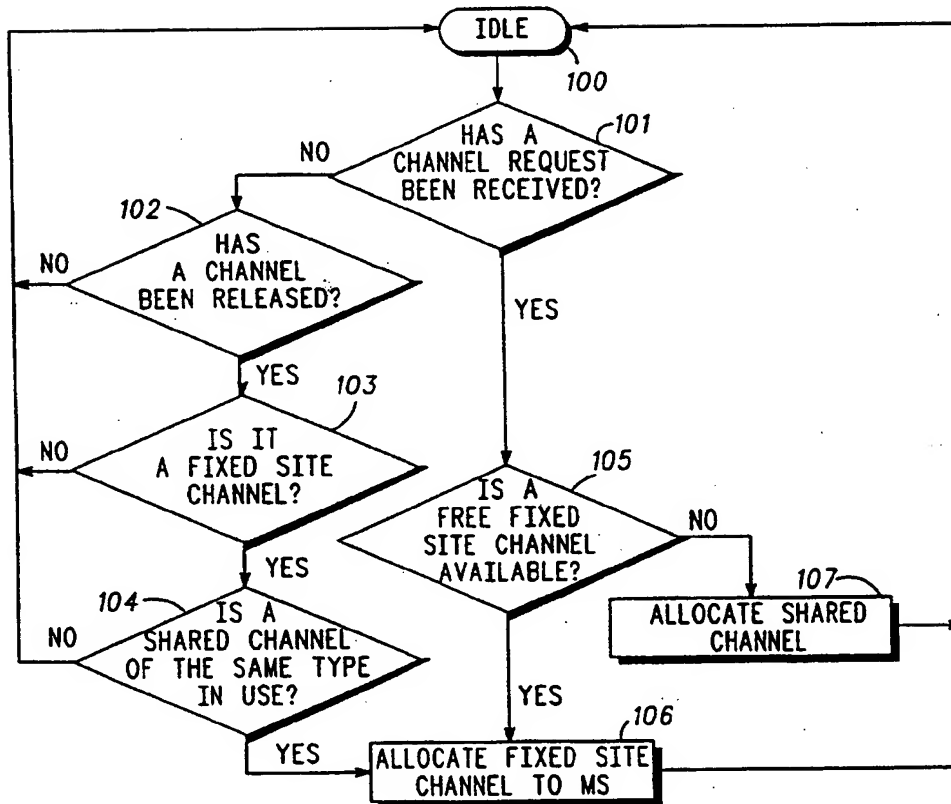 IDLE
100
HAS A
CHANNEL REQUEST
BEEN RECEIVED?
101
NO
YES
102
HAS
A CHANNEL
BEEN RELEASED?
NO
YES
103
IS IT
A FIXED SITE
CHANNEL?
NO
YES
104
IS A
SHARED CHANNEL
OF THE SAME TYPE
IN USE?
NO
YES
105
IS A
FREE FIXED
SITE CHANNEL
AVAILABLE?
NO
YES
107
ALLOCATE SHARED
CHANNEL
106
ALLOCATE FIXED SITE
CHANNEL TO MS